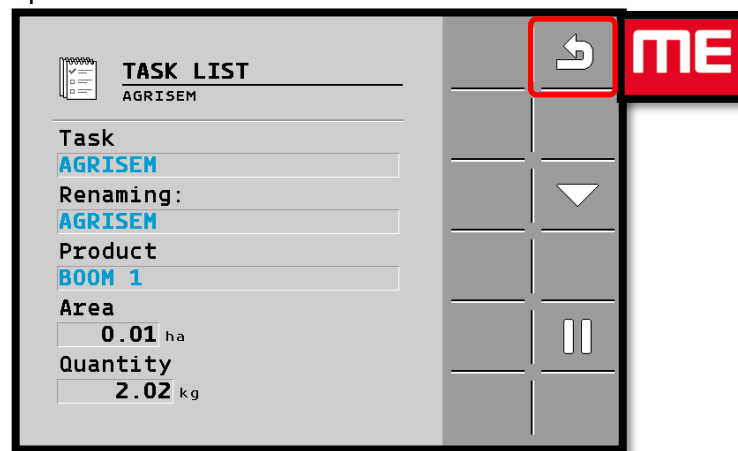 TASK LIST
AGRISEM
Task
AGRISEM
Renaming:
AGRISEM
Product
BOOM 1
Area
0.01 ha
Quantity
2.02 kg
ME